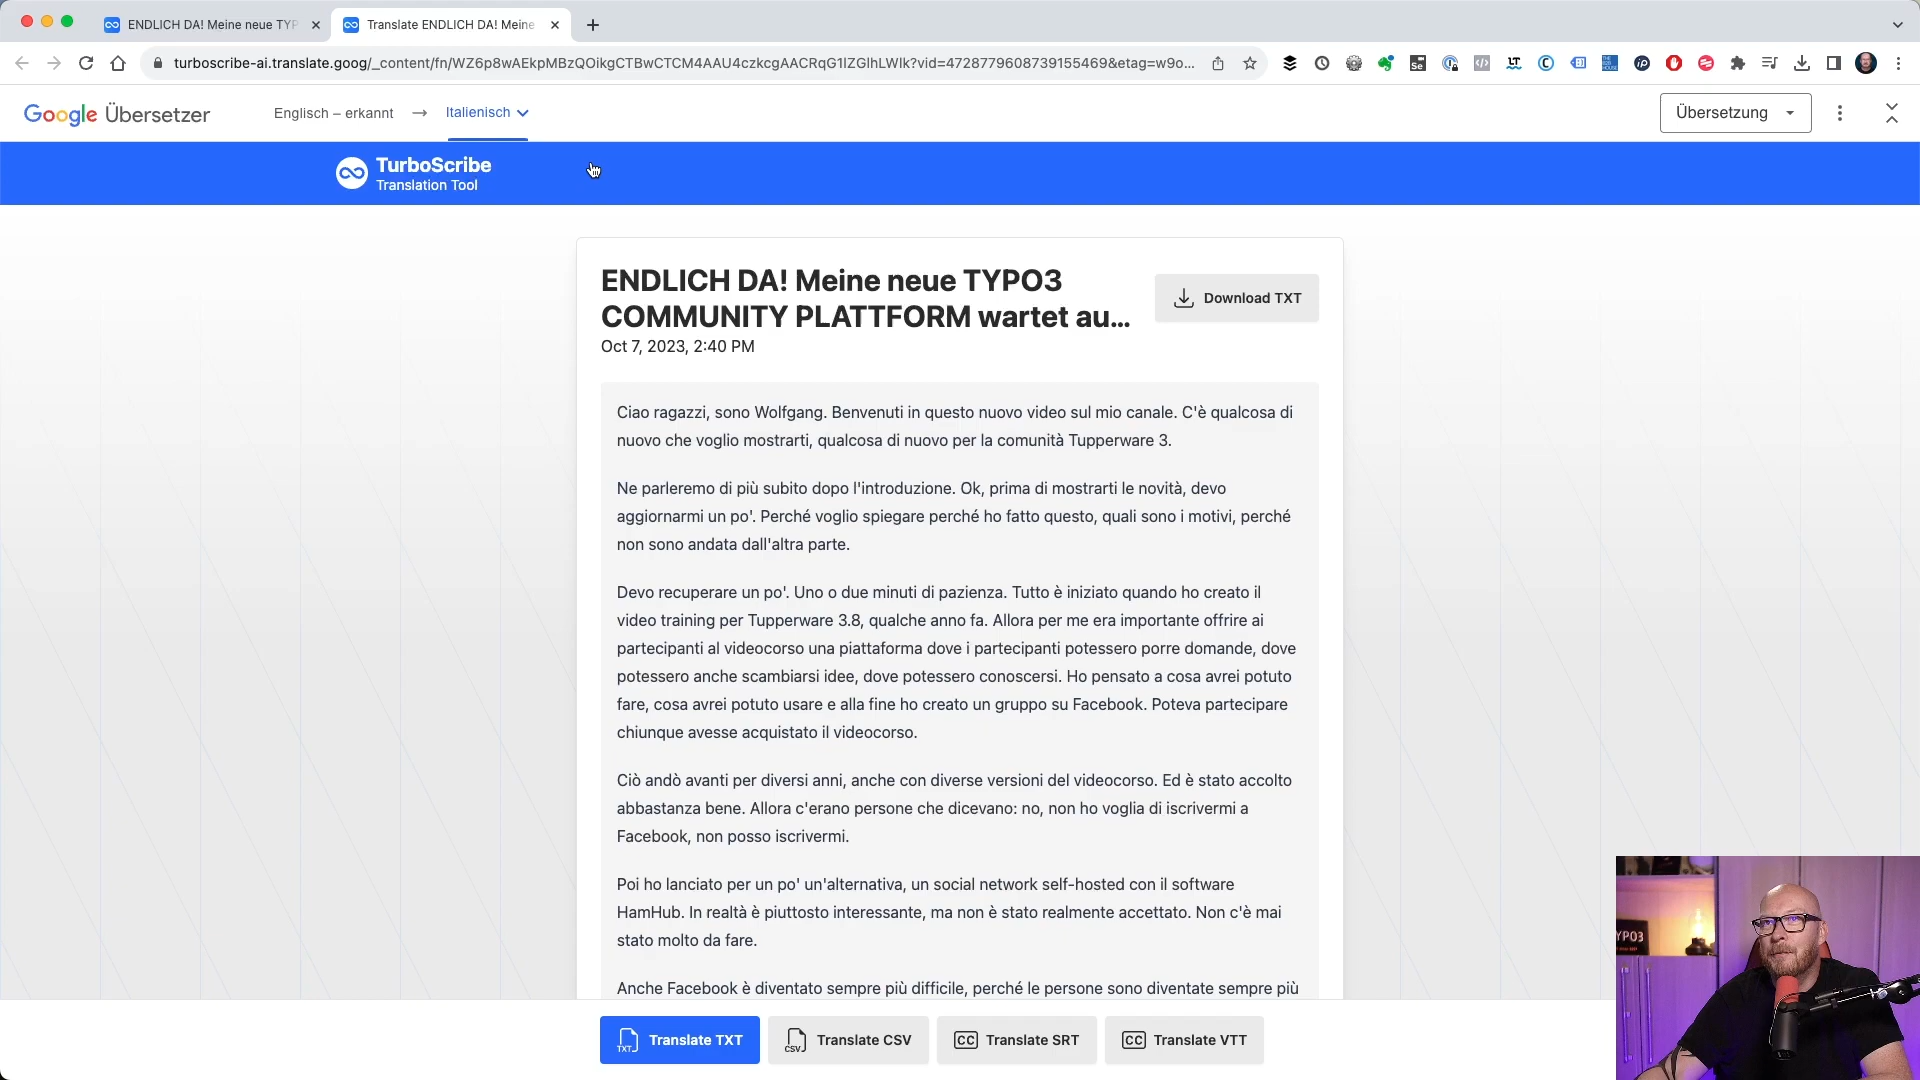 ENDLICH DA! Meine neue TYP
Translate ENDLICH DA! Meine
turboscribe-ai.translate.goog/_content/fn/WZ6p8wAEkpMBzQOikgCTBwCTCM4AAU4czkcgAACRqG1lZGlhLWlk?vid=4728779608739155469&etag=w9o...
Google Übersetzer
Englisch – erkannt → Italienisch
Übersetzung
TurboScribe
Translation Tool
ENDLICH DA! Meine neue TYPO3
COMMUNITY PLATTFORM wartet au...
Download TXT
Oct 7, 2023, 2:40 PM
Ciao ragazzi, sono Wolfgang. Benvenuti in questo nuovo video sul mio canale. C'è qualcosa di
nuovo che voglio mostrarti, qualcosa di nuovo per la comunità Tupperware 3.
Ne parleremo di più subito dopo l'introduzione. Ok, prima di mostrarti le novità, devo
aggiornarmi un po'. Perché voglio spiegare perché ho fatto questo, quali sono i motivi, perché
non sono andata dall'altra parte.
Devo recuperare un po'. Uno o due minuti di pazienza. Tutto è iniziato quando ho creato il
video training per Tupperware 3.8, qualche anno fa. Allora per me era importante offrire ai
partecipanti al videocorso una piattaforma dove i partecipanti potessero porre domande, dove
potessero anche scambiarsi idee, dove potessero conoscersi. Ho pensato a cosa avrei potuto
fare, cosa avrei potuto usare e alla fine ho creato un gruppo su Facebook. Poteva partecipare
chiunque avesse acquistato il videocorso.
Ciò andò avanti per diversi anni, anche con diverse versioni del videocorso. Ed è stato accolto
abbastanza bene. Allora c'erano persone che dicevano: no, non ho voglia di iscrivermi a
Facebook, non posso iscrivermi.
Poi ho lanciato per un po' un'alternativa, un social network self-hosted con il software
HamHub. In realtà è piuttosto interessante, ma non è stato realmente accettato. Non c'è mai
stato molto da fare.
Anche Facebook è diventato sempre più difficile, perché le persone sono diventate sempre più
TXT Translate TXT
CSV Translate CSV
CC Translate SRT
CC Translate VTT
YPO3